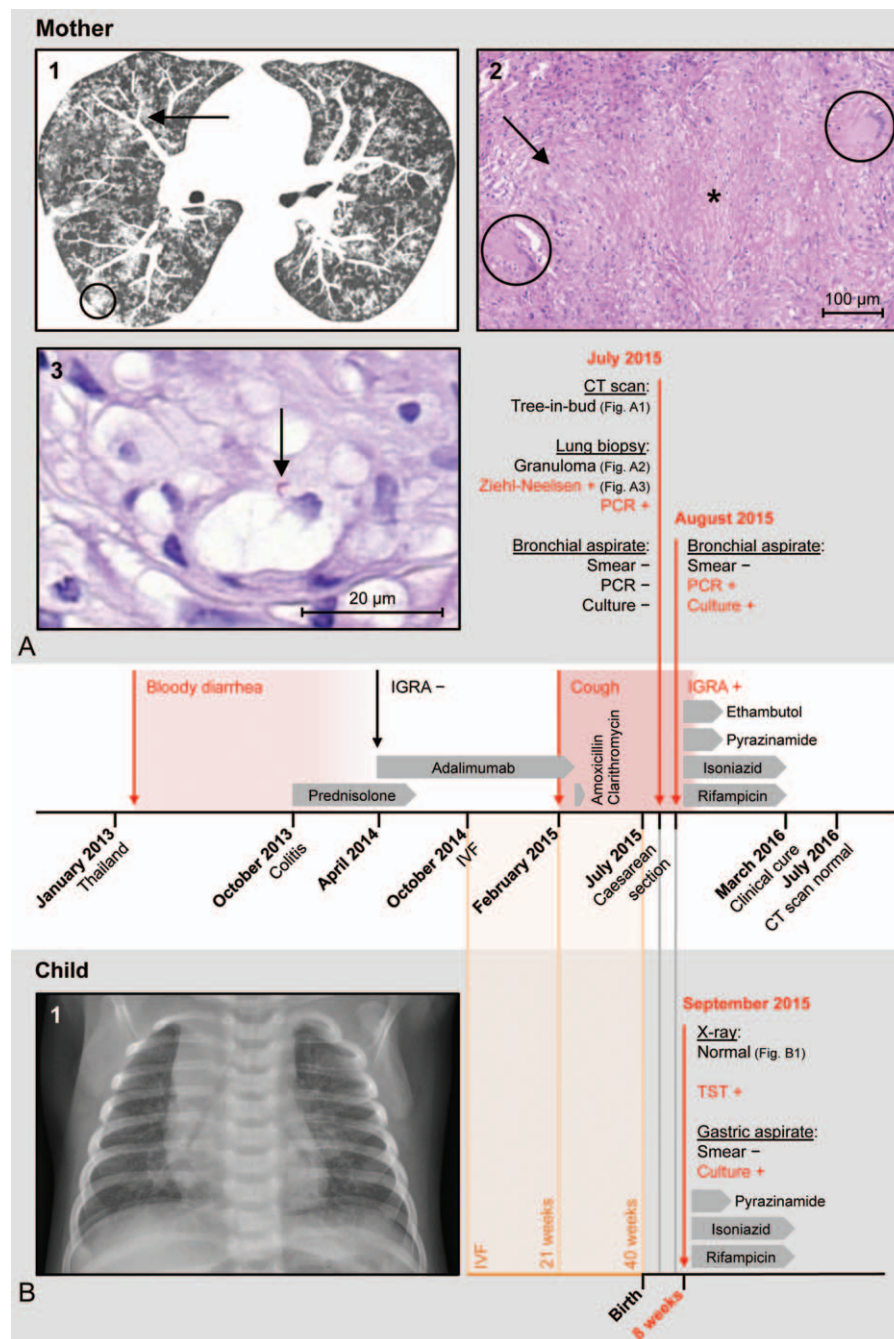 Mother
1
2
*
100 µm
3
20 µm
July 2015
CT scan:
Tree-in-bud (Fig. A1)
Lung biopsy:
Granuloma (Fig. A2)
Ziehl-Neelsen + (Fig. A3)
PCR +
Bronchial aspirate:
Smear −
PCR −
Culture −
August 2015
Bronchial aspirate:
Smear −
PCR +
Culture +
A
Bloody diarrhea
IGRA −
Cough
IGRA +
Amoxicillin
Clarithromycin
Ethambutol
Pyrazinamide
Adalimumab
Isoniazid
Prednisolone
Rifampicin
January 2013
Thailand
October 2013
Colitis
April 2014
October 2014
IVF
February 2015
July 2015
Caesarean
section
March 2016
Clinical cure
July 2016
CT scan normal
Child
1
September 2015
X-ray:
Normal (Fig. B1)
TST +
Gastric aspirate:
Smear −
Culture +
Pyrazinamide
Isoniazid
Rifampicin
IVF
21 weeks
40 weeks
B
Birth
8 weeks